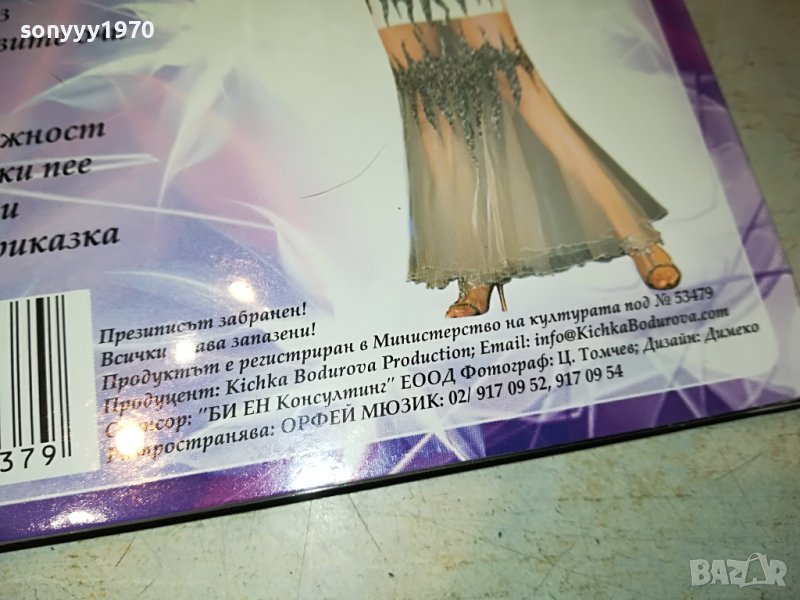 sonyyy1970
жност
ки пее
и
риказка
379
Презиписът забранен!
Всички права запазени!
Продуктът е регистриран в Министерство на културата под № 53479
Продуцент: Kichka Bodurova Production; Email: info@KichkaBodurova.com
Спонсор: "БИ ЕН Консултинг" ЕООД Фотограф: Ц. Томчев; Дизайн: Димеко
Разпространява: ОРФЕЙ МЮЗИК: 02/ 917 09 52, 917 09 54
BAZAR